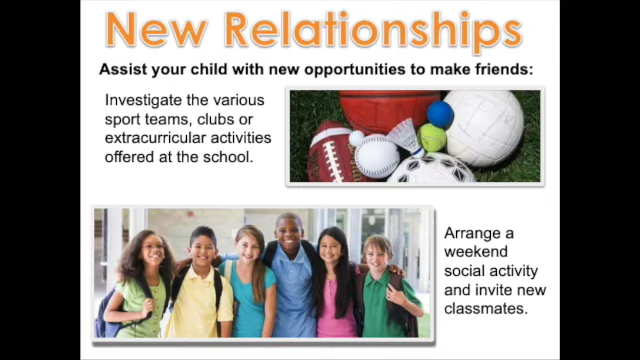 New Relationships
Assist your child with new opportunities to make friends:
Investigate the various
sport teams, clubs or
extracurricular activities
offered at the school.
Arrange a
weekend
social activity
and invite new
classmates.